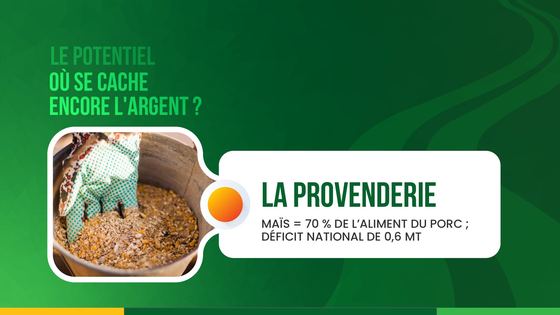 LE POTENTIEL
OÙ SE CACHE
ENCORE L'ARGENT ?
LA PROVENDERIE
MAÏS = 70 % DE L’ALIMENT DU PORC ;
DÉFICIT NATIONAL DE 0,6 MT